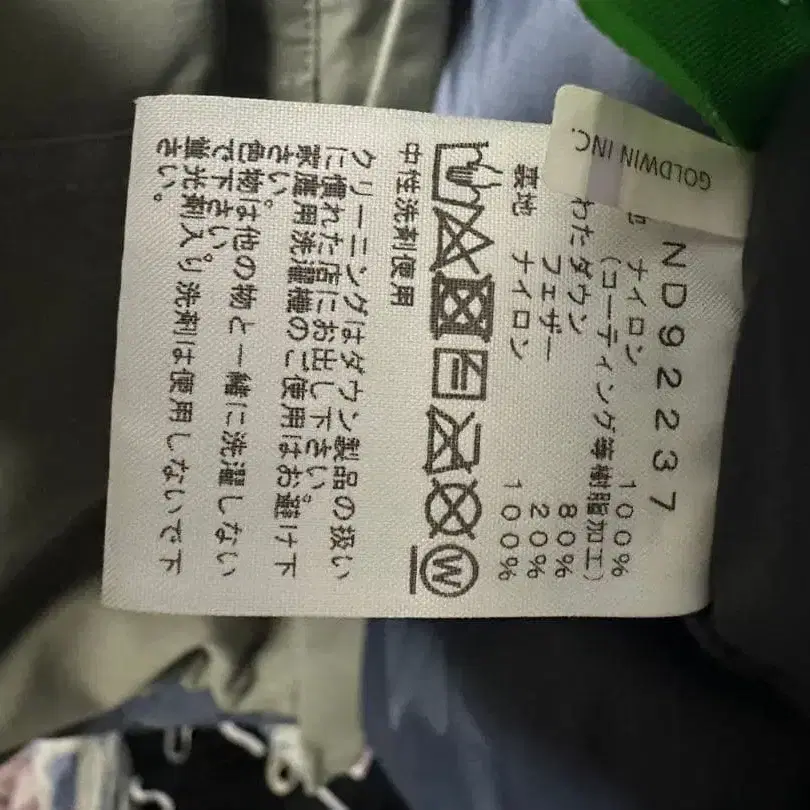 GOLDWIN INC.
ND92237
地 ナイロン 100%
(コーティング等樹脂加工)
わた ダウン 80%
フェザー 20%
裏地 ナイロン 100%
W
中性洗剤使用
クリーニングはダウン製品の扱い
に慣れた店にお出し下さい。
家庭用洗濯機のご使用はお避け下
さい。
色物は他の物と一緒に洗濯しない
で下さい。
蛍光剤入り洗剤は使用しないで下
さい。